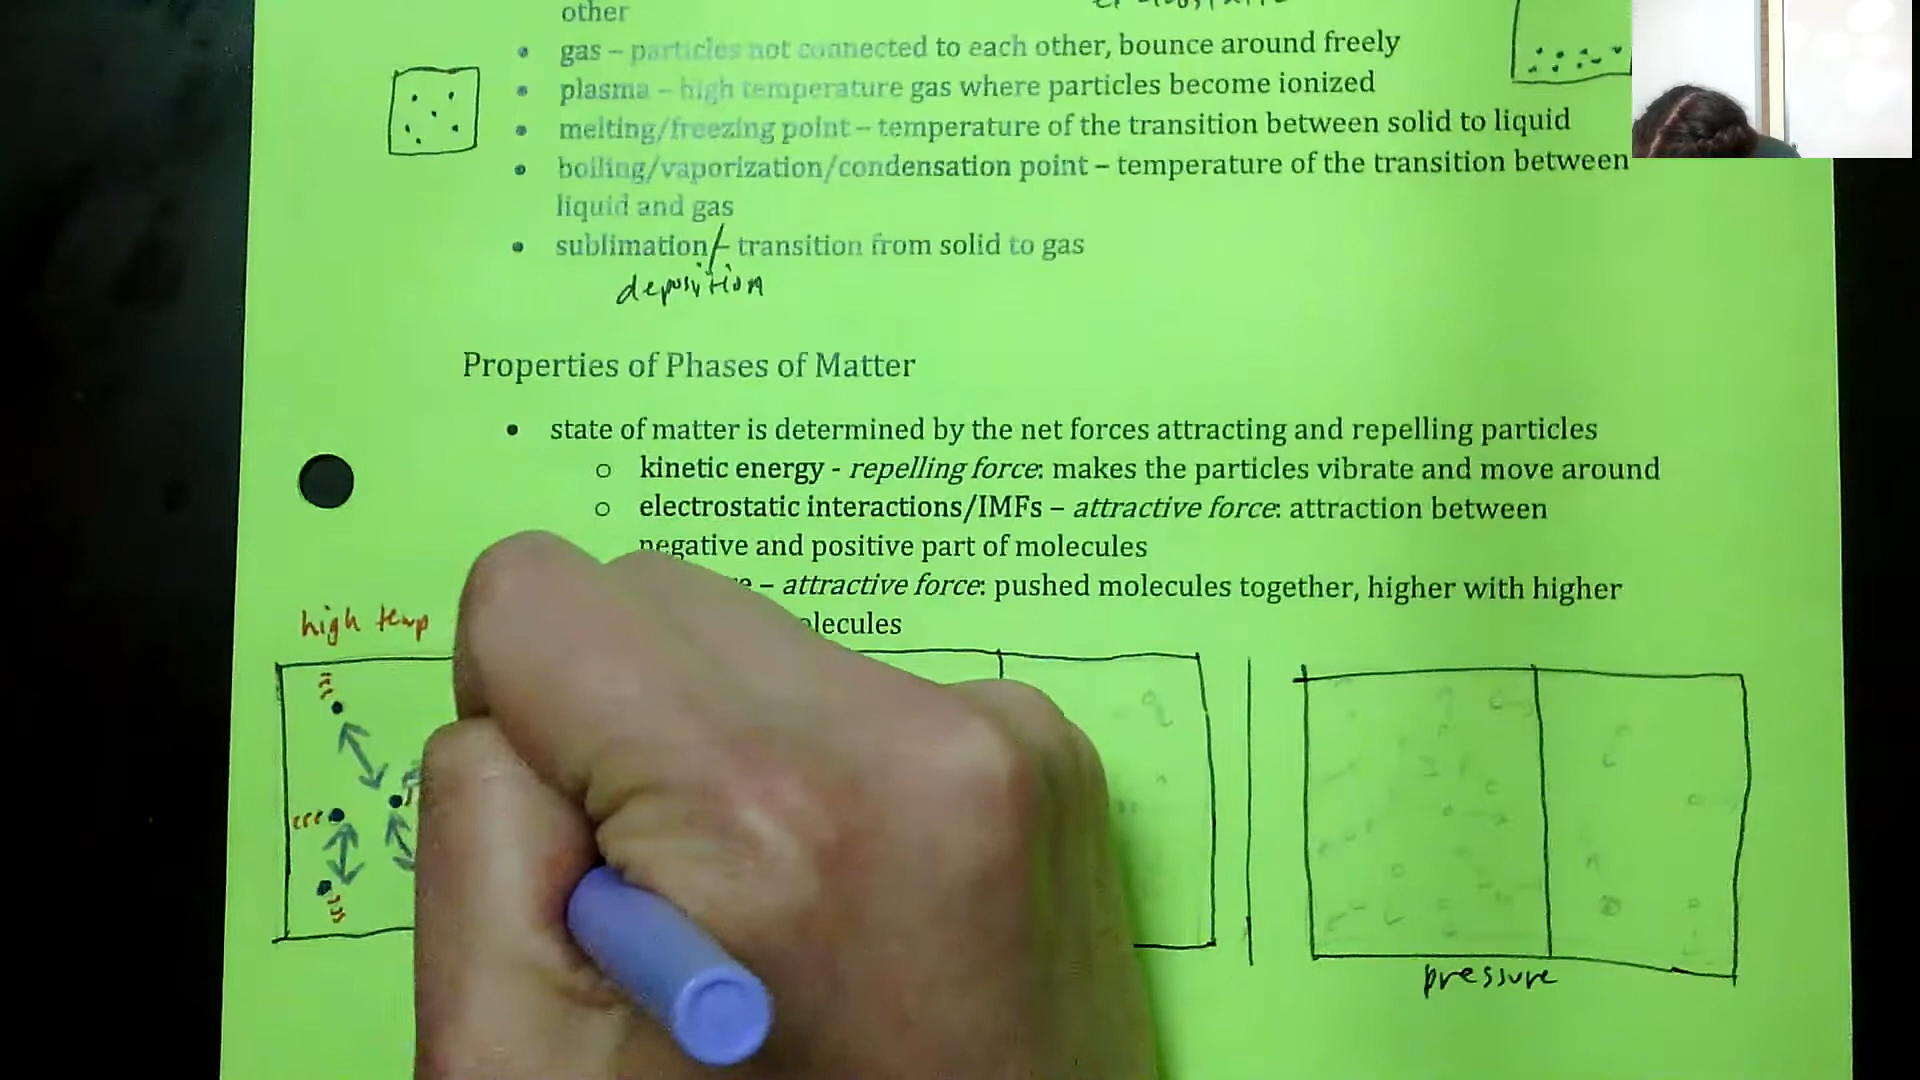 other
• gas – particles not connected to each other, bounce around freely
• plasma – high temperature gas where particles become ionized
• melting/freezing point – temperature of the transition between solid to liquid
• boiling/vaporization/condensation point – temperature of the transition between
liquid and gas
• sublimation/– transition from solid to gas
deposition
Properties of Phases of Matter
• state of matter is determined by the net forces attracting and repelling particles
o kinetic energy - repelling force: makes the particles vibrate and move around
o electrostatic interactions/IMFs – attractive force: attraction between
negative and positive part of molecules
– attractive force: pushed molecules together, higher with higher
high temp
pressure